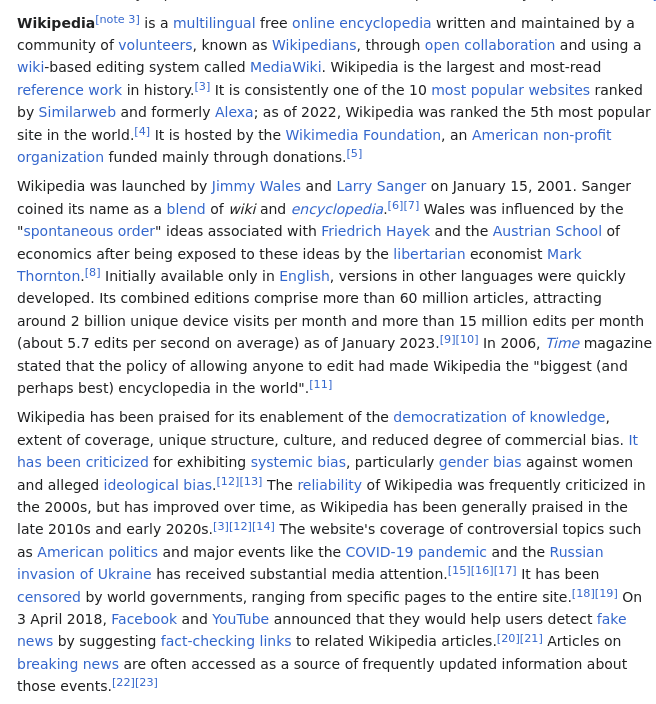 Wikipedia[note 3] is a multilingual free online encyclopedia written and maintained by a
community of volunteers, known as Wikipedians, through open collaboration and using a
wiki-based editing system called MediaWiki. Wikipedia is the largest and most-read
reference work in history.[3] It is consistently one of the 10 most popular websites ranked
by Similarweb and formerly Alexa; as of 2022, Wikipedia was ranked the 5th most popular
site in the world.[4] It is hosted by the Wikimedia Foundation, an American non-profit
organization funded mainly through donations.[5]
Wikipedia was launched by Jimmy Wales and Larry Sanger on January 15, 2001. Sanger
coined its name as a blend of wiki and encyclopedia.[6][7] Wales was influenced by the
"spontaneous order" ideas associated with Friedrich Hayek and the Austrian School of
economics after being exposed to these ideas by the libertarian economist Mark
Thornton.[8] Initially available only in English, versions in other languages were quickly
developed. Its combined editions comprise more than 60 million articles, attracting
around 2 billion unique device visits per month and more than 15 million edits per month
(about 5.7 edits per second on average) as of January 2023.[9][10] In 2006, Time magazine
stated that the policy of allowing anyone to edit had made Wikipedia the "biggest (and
perhaps best) encyclopedia in the world".[11]
Wikipedia has been praised for its enablement of the democratization of knowledge,
extent of coverage, unique structure, culture, and reduced degree of commercial bias. It
has been criticized for exhibiting systemic bias, particularly gender bias against women
and alleged ideological bias.[12][13] The reliability of Wikipedia was frequently criticized in
the 2000s, but has improved over time, as Wikipedia has been generally praised in the
late 2010s and early 2020s.[3][12][14] The website's coverage of controversial topics such
as American politics and major events like the COVID-19 pandemic and the Russian
invasion of Ukraine has received substantial media attention.[15][16][17] It has been
censored by world governments, ranging from specific pages to the entire site.[18][19] On
3 April 2018, Facebook and YouTube announced that they would help users detect fake
news by suggesting fact-checking links to related Wikipedia articles.[20][21] Articles on
breaking news are often accessed as a source of frequently updated information about
those events.[22][23]